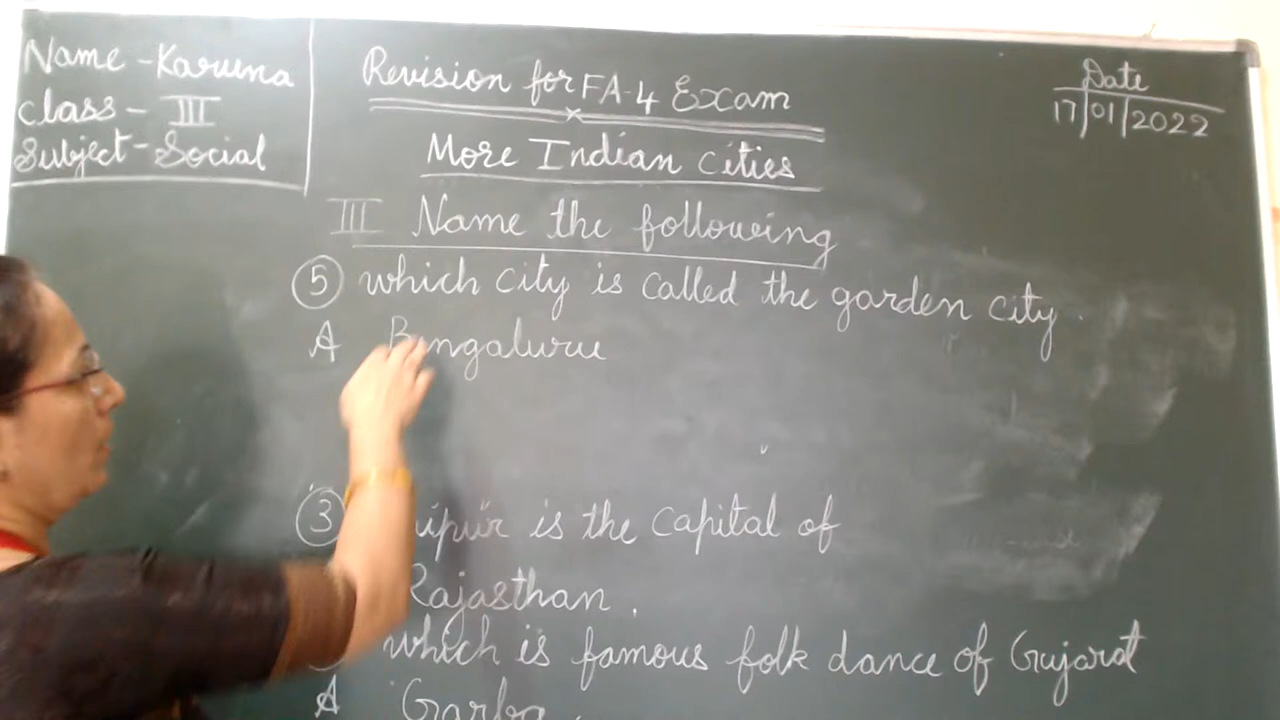 Name - Karuna
Class - III
Subject - Social
Revision for FA-4 Exam
Date
17/01/2022
More Indian Cities
III Name the following
5 which city is called the garden city.
A Bengaluru
3 is the capital of
Rajasthan.
which is famous folk dance of Gujarat
A Garba.